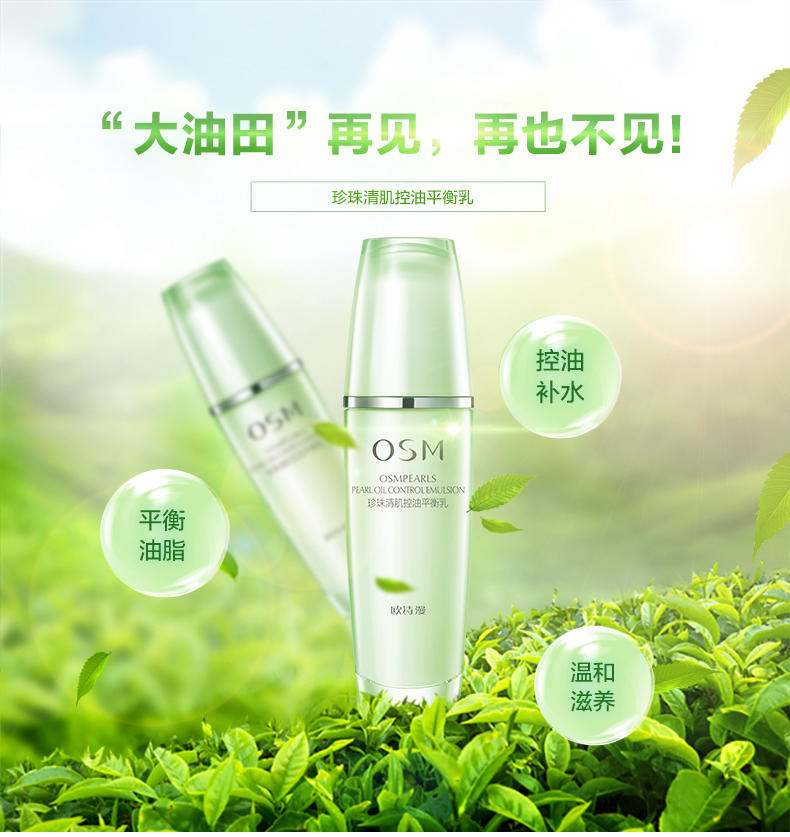 “大油田”再见，再也不见!
珍珠清肌控油平衡乳
控油
补水
OSM
OSM
OSMPEARLS
PEARL OIL CONTROL EMULSION
珍珠清肌控油平衡乳
平衡
油脂
欧诗漫
温和
滋养